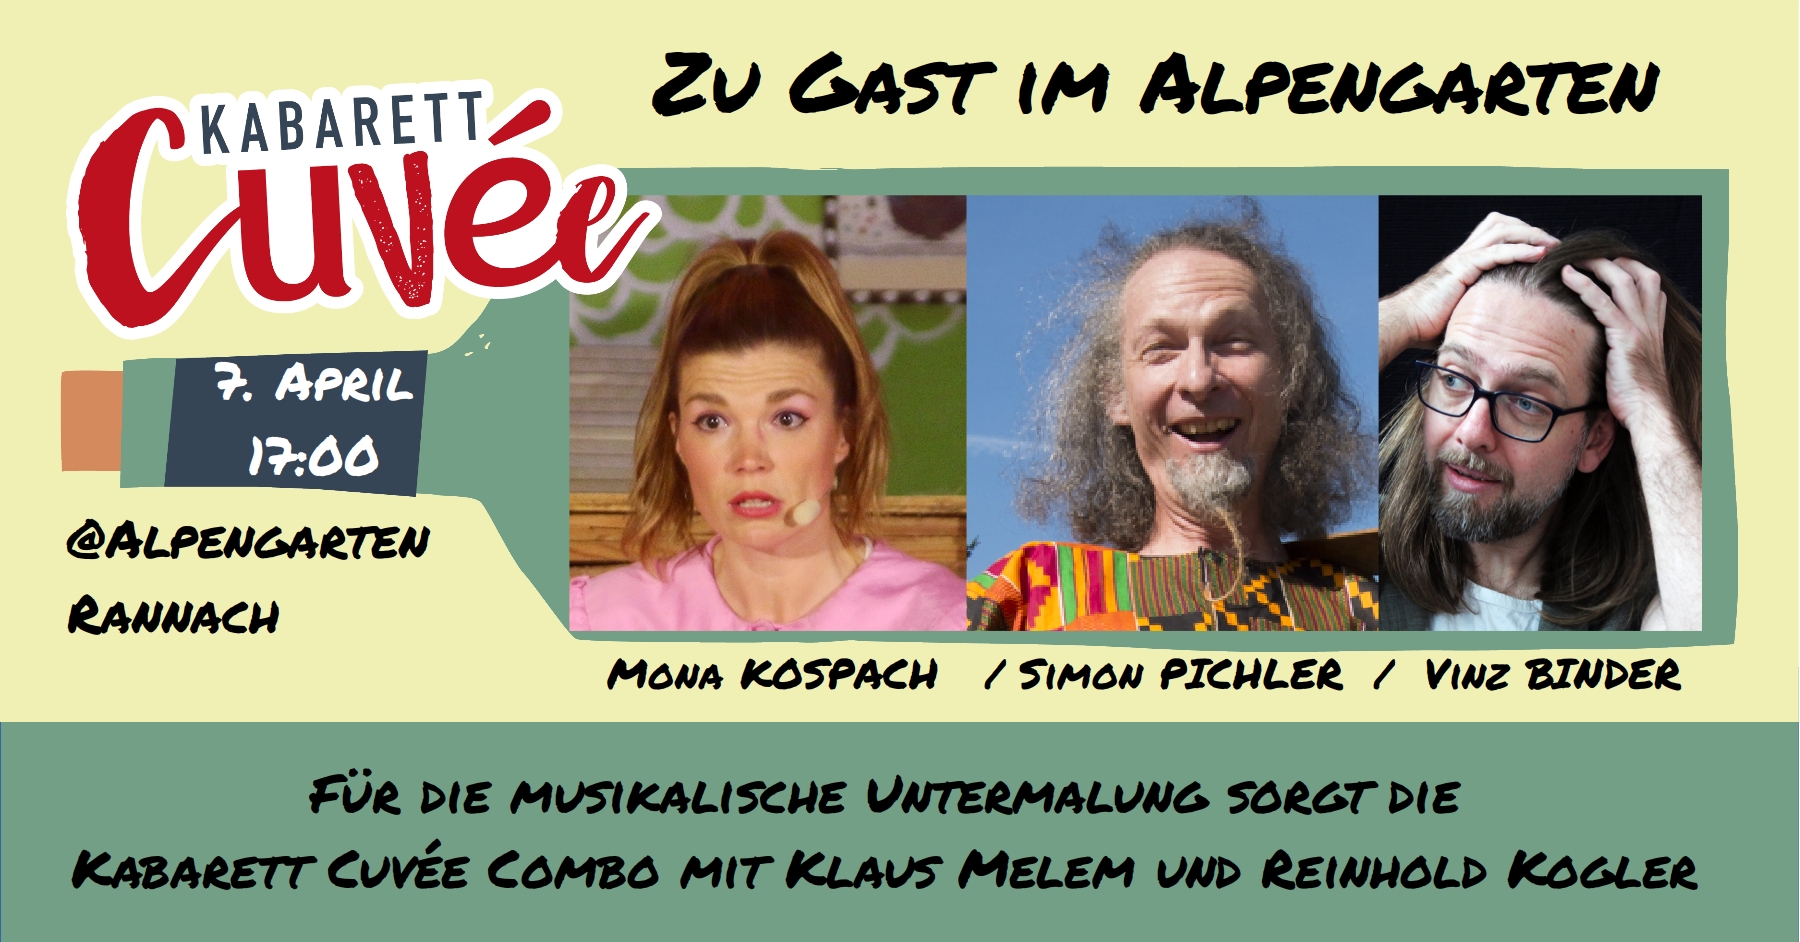 Zu Gast im Alpengarten
KABARETT
Cuvée
7. April
17:00
@Alpengarten
Rannach
Mona KOSPACH / Simon PICHLER / Vinz BINDER
Für die musikalische Untermalung sorgt die
Kabarett Cuvée Combo mit Klaus Melem und Reinhold Kogler